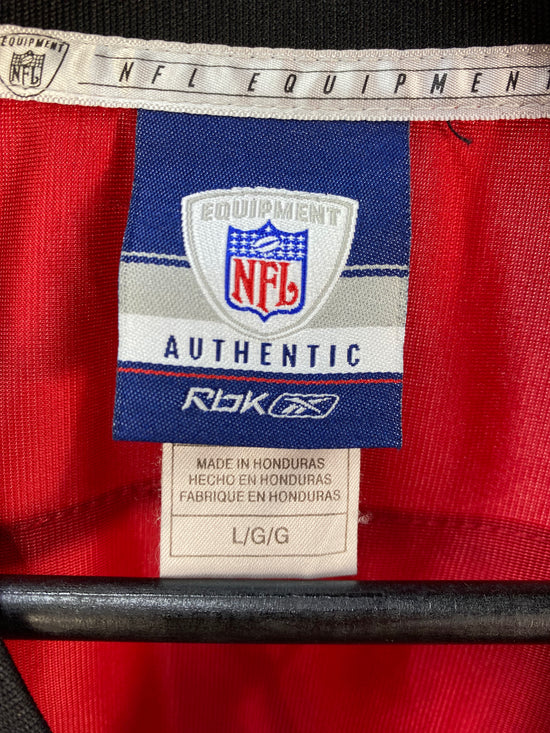 EQUIPMENT
NFL
NFL EQUIPMENT
EQUIPMENT
NFL
AUTHENTIC
Rbk
MADE IN HONDURAS
HECHO EN HONDURAS
FABRIQUE EN HONDURAS
L/G/G